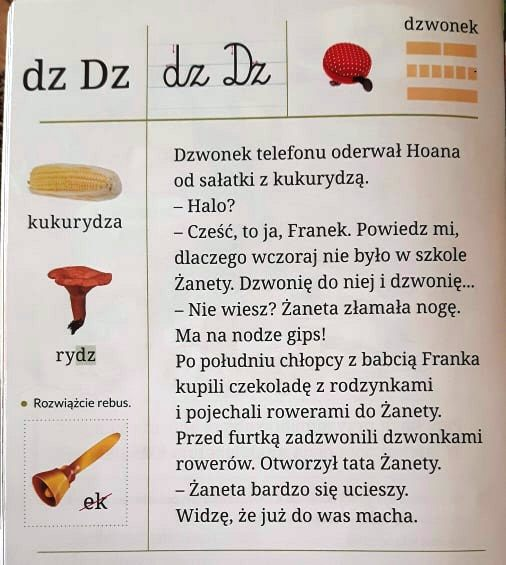 dz Dz
dz Dz
dzwonek
kukurydza
rydz
Rozwiążcie rebus.
ek
Dzwonek telefonu oderwał Hoana
od sałatki z kukurydzą.
– Halo?
– Cześć, to ja, Franek. Powiedz mi,
dlaczego wczoraj nie było w szkole
Żanety. Dzwonię do niej i dzwonię...
– Nie wiesz? Żaneta złamała nogę.
Ma na nodze gips!
Po południu chłopcy z babcią Franka
kupili czekoladę z rodzynkami
i pojechali rowerami do Żanety.
Przed furtką zadzwonili dzwonkami
rowerów. Otworzył tata Żanety.
– Żaneta bardzo się ucieszy.
Widzę, że już do was macha.